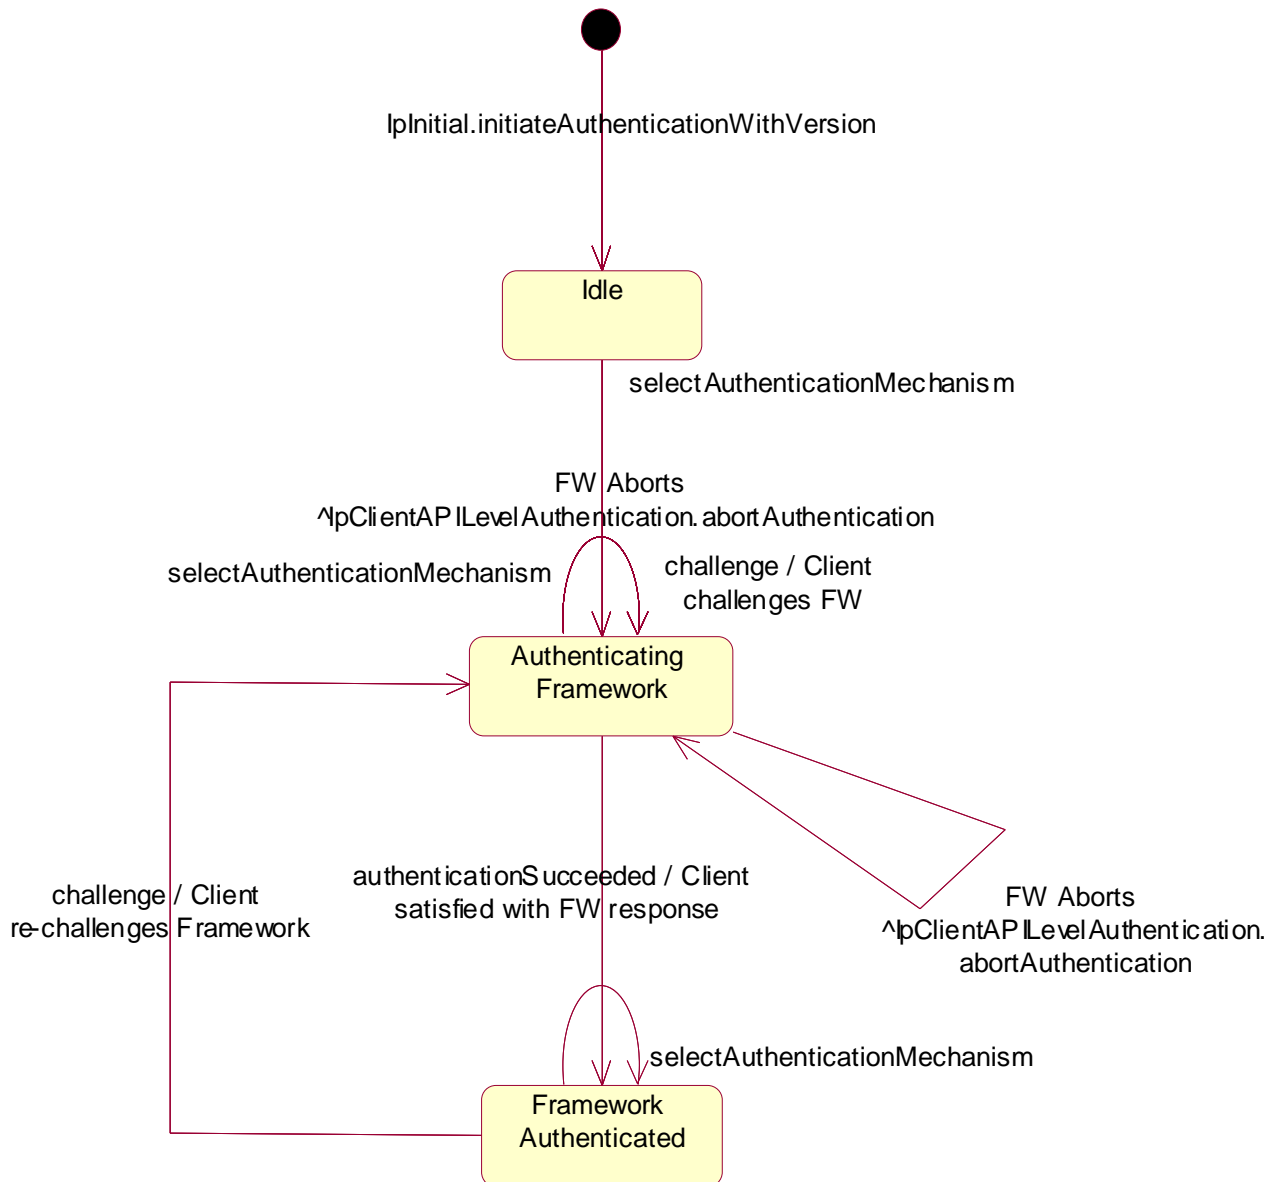 IpInitial.initiateAuthenticationWithVersion
Idle
selectAuthenticationMechanism
FW Aborts
^IpClientAPILevelAuthentication.abortAuthentication
selectAuthenticationMechanism
challenge / Client
challenges FW
Authenticating
Framework
authenticationSucceeded / Client
satisfied with FW response
challenge / Client
re-challenges Framework
FW Aborts
^IpClientAPILevelAuthentication.
abortAuthentication
selectAuthenticationMechanism
Framework
Authenticated